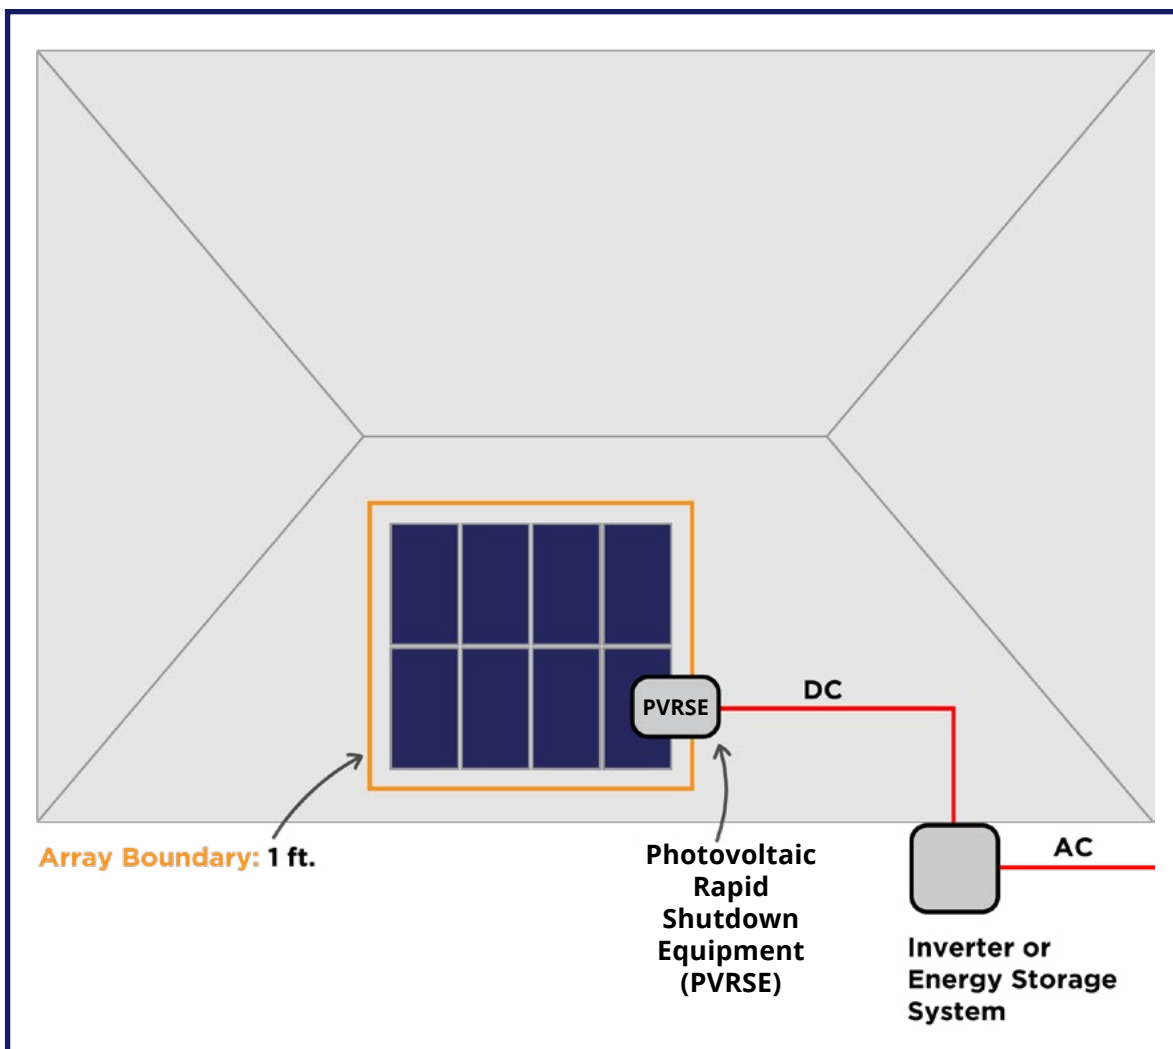 PVRSE
DC
Array Boundary: 1 ft.
Photovoltaic
Rapid
Shutdown
Equipment
(PVRSE)
AC
Inverter or
Energy Storage
System